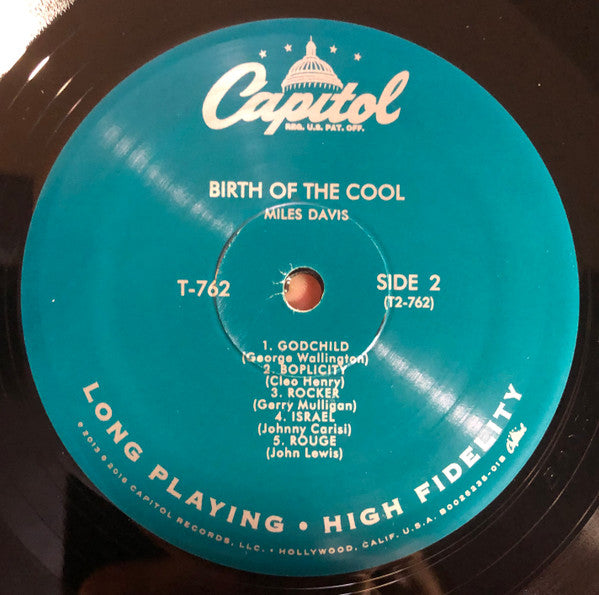 Capitol
REG. U.S. PAT. OFF.
BIRTH OF THE COOL
MILES DAVIS
T-762
SIDE 2
(T2-762)
1. GODCHILD
(George Wallington)
2. BOPLICITY
(Cleo Henry)
3. ROCKER
(Gerry Mulligan)
4. ISRAEL
(Johnny Carisi)
5. ROUGE
(John Lewis)
LONG PLAYING • HIGH FIDELITY
CAPITOL RECORDS, LLC. • HOLLYWOOD, CALIF. U.S.A.